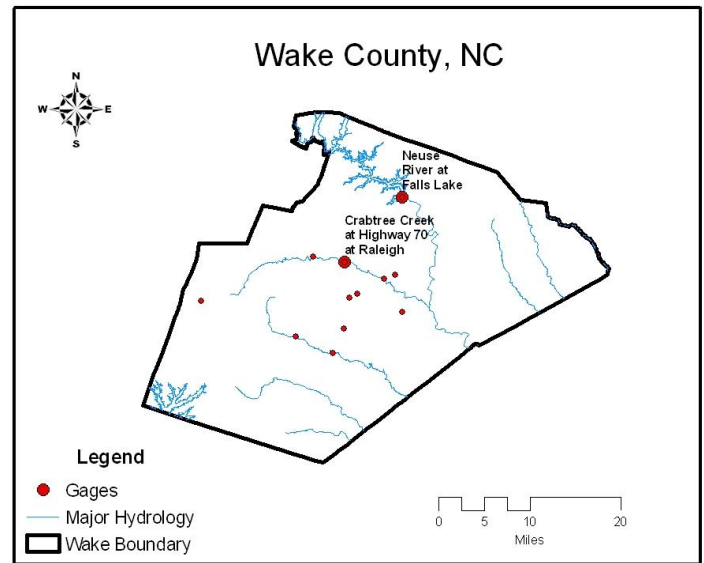 Wake County, NC
N
W E
S
Neuse
River at
Falls Lake
Crabtree Creek
at Highway 70
at Raleigh
Legend
Gages
Major Hydrology
Wake Boundary
0 5 10 20
Miles